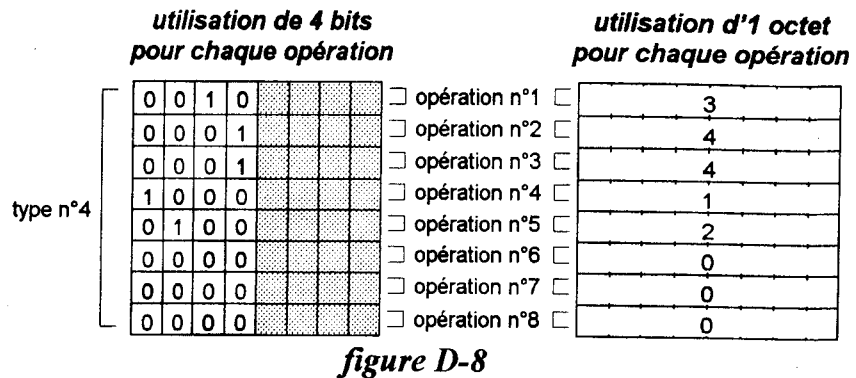 utilisation de 4 bits
pour chaque opération
utilisation d'1 octet
pour chaque opération
type n°4
0 0 1 0 opération n°1 3
0 0 0 1 opération n°2 4
0 0 0 1 opération n°3 4
1 0 0 0 opération n°4 1
0 1 0 0 opération n°5 2
0 0 0 0 opération n°6 0
0 0 0 0 opération n°7 0
0 0 0 0 opération n°8 0
figure D-8